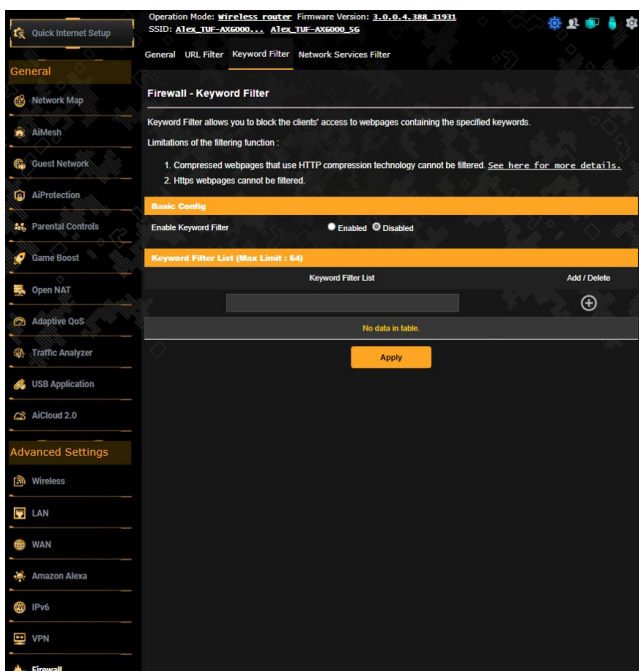 Operation Mode: Wireless router Firmware Version: 3.0.0.4.388_31931
SSID: Alex_TUF-AX6000... Alex_TUF-AX6000_5G
Quick Internet Setup
General URL Filter Keyword Filter Network Services Filter
General
Network Map
AiMesh
Guest Network
AiProtection
Parental Controls
Game Boost
Open NAT
Adaptive QoS
Traffic Analyzer
USB Application
AiCloud 2.0
Advanced Settings
Wireless
LAN
WAN
Amazon Alexa
IPv6
VPN
Firewall
Firewall - Keyword Filter
Keyword Filter allows you to block the clients' access to webpages containing the specified keywords.
Limitations of the filtering function :
1. Compressed webpages that use HTTP compression technology cannot be filtered. See here for more details.
2. Https webpages cannot be filtered.
Basic Config
Enable Keyword Filter Enabled Disabled
Keyword Filter List (Max Limit : 64)
Keyword Filter List Add / Delete
No data in table.
Apply